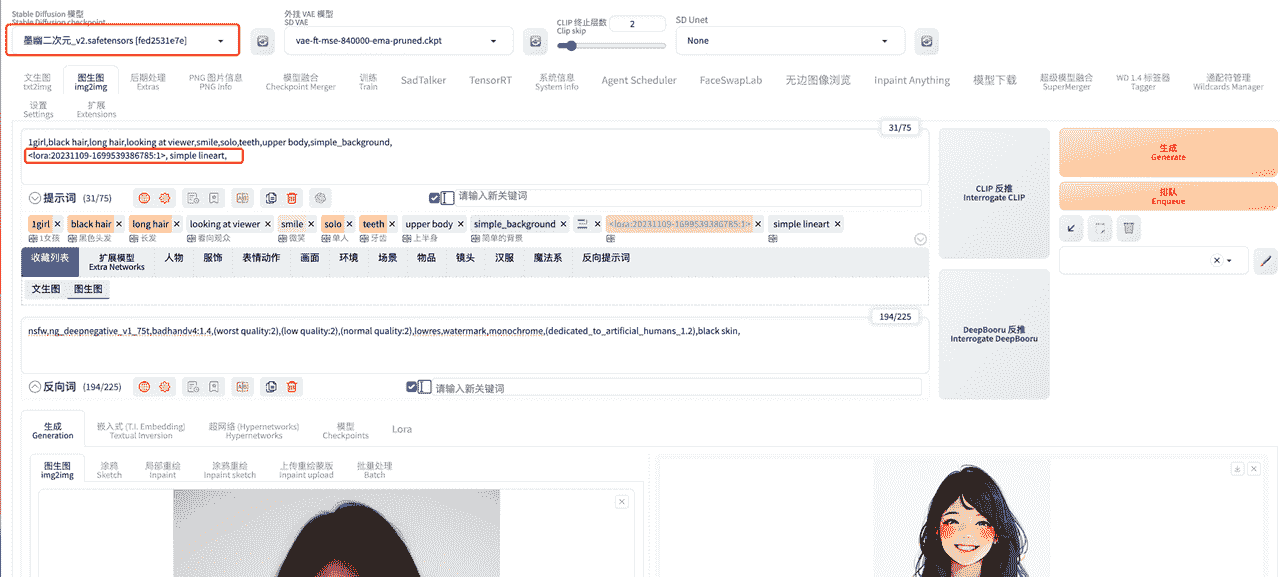 Stable Diffusion 模型
Stable Diffusion checkpoint
墨幽二次元_v2.safetensors [fed2531e7e]
外挂 VAE 模型
SD VAE
vae-ft-mse-840000-ema-pruned.ckpt
CLIP 终止层数
Clip skip
2
SD Unet
None
文生图
txt2img
图生图
img2img
后期处理
Extras
PNG 图片信息
PNG Info
模型融合
Checkpoint Merger
训练
Train
SadTalker
TensorRT
系统信息
System Info
Agent Scheduler
FaceSwapLab
无边图像浏览
Inpaint Anything
模型下载
超级模型融合
SuperMerger
WD 1.4 标签器
Tagger
通配符管理
Wildcards Manager
设置
Settings
扩展
Extensions
31/75
1girl,black hair,long hair,looking at viewer,smile,solo,teeth,upper body,simple_background,
<lora:20231109-1699539386785:1>, simple lineart,
提示词 (31/75)
请输入新关键词
1girl × black hair × long hair × looking at viewer × smile × solo × teeth × upper body × simple_background × × <lora:20231109-1699539386785:1> × simple lineart ×
1女孩 黑色头发 长发 看向观众 微笑 单人 牙齿 上半身 简单的背景
收藏列表
扩展模型
Extra Networks
人物 服饰 表情动作 画面 环境 场景 物品 镜头 汉服 魔法系 反向提示词
文生图 图生图
194/225
nsfw,ng_deepnegative_v1_75t,badhandv4:1.4,(worst quality:2),(low quality:2),(normal quality:2),lowres,watermark,monochrome,(dedicated_to_artificial_humans_1.2),black skin,
反向词 (194/225)
请输入新关键词
CLIP 反推
Interrogate CLIP
DeepBooru 反推
Interrogate DeepBooru
生成
Generate
排队
Enqueue
生成
Generation
嵌入式 (T.I. Embedding)
Textual Inversion
超网络 (Hypernetworks)
Hypernetworks
模型
Checkpoints
Lora
图生图
img2img
涂鸦
Sketch
局部重绘
Inpaint
涂鸦重绘
Inpaint sketch
上传重绘蒙版
Inpaint upload
批量处理
Batch